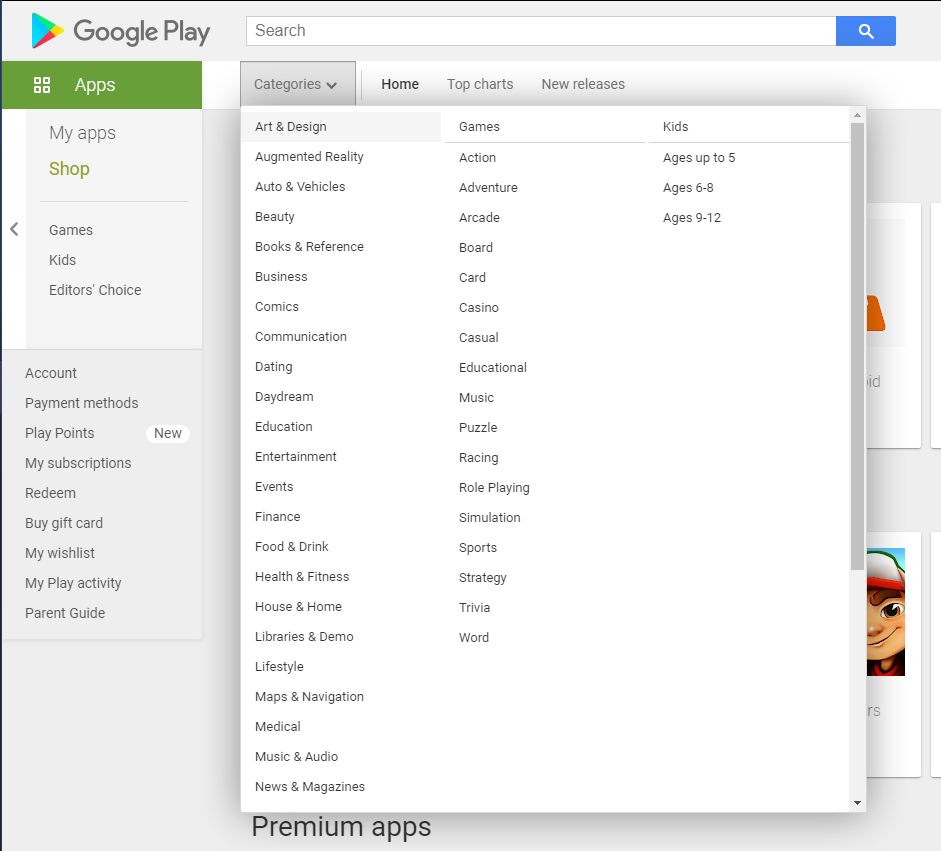 Google Play
Search
Apps
Categories
Home
Top charts
New releases
My apps
Shop
Games
Kids
Editors' Choice
Account
Payment methods
Play Points
New
My subscriptions
Redeem
Buy gift card
My wishlist
My Play activity
Parent Guide
Art & Design
Augmented Reality
Auto & Vehicles
Beauty
Books & Reference
Business
Comics
Communication
Dating
Daydream
Education
Entertainment
Events
Finance
Food & Drink
Health & Fitness
House & Home
Libraries & Demo
Lifestyle
Maps & Navigation
Medical
Music & Audio
News & Magazines
Games
Action
Adventure
Arcade
Board
Card
Casino
Casual
Educational
Music
Puzzle
Racing
Role Playing
Simulation
Sports
Strategy
Trivia
Word
Kids
Ages up to 5
Ages 6-8
Ages 9-12
Premium apps